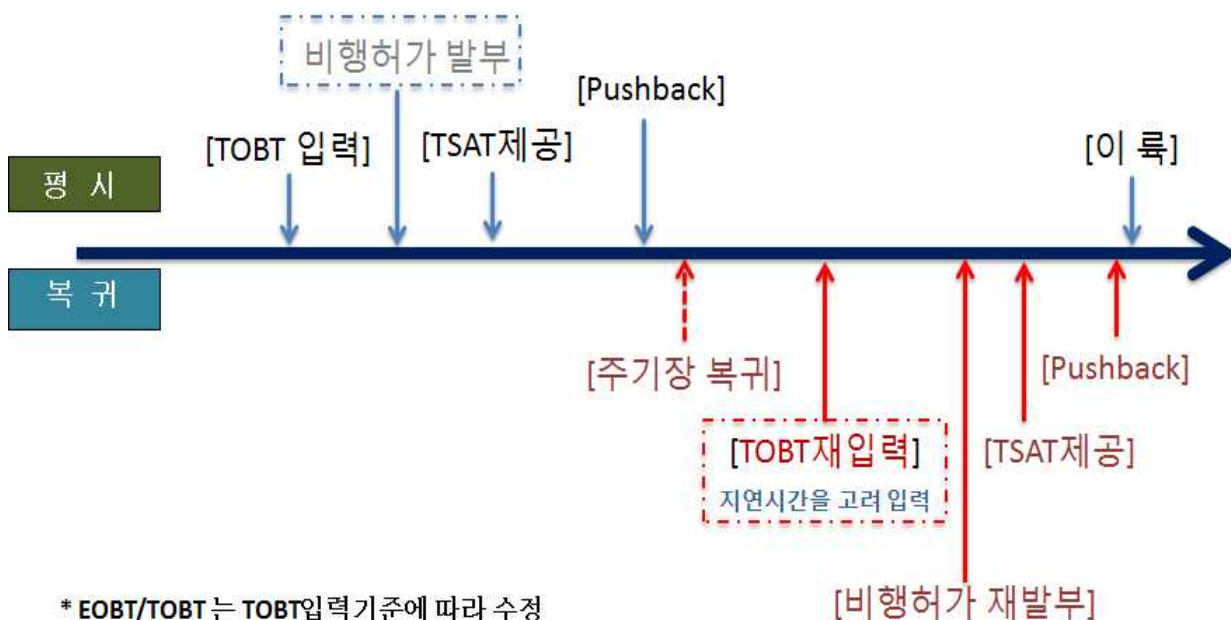 비행허가 발부
[Pushback]
[TOBT 입력]
[TSAT제공]
[이 륙]
평 시
복 귀
[주기장 복귀]
[Pushback]
[TOBT재입력]
지연시간을 고려 입력
[TSAT제공]
[비행허가 재발부]
* EOBT/TOBT 는 TOBT입력기준에 따라 수정